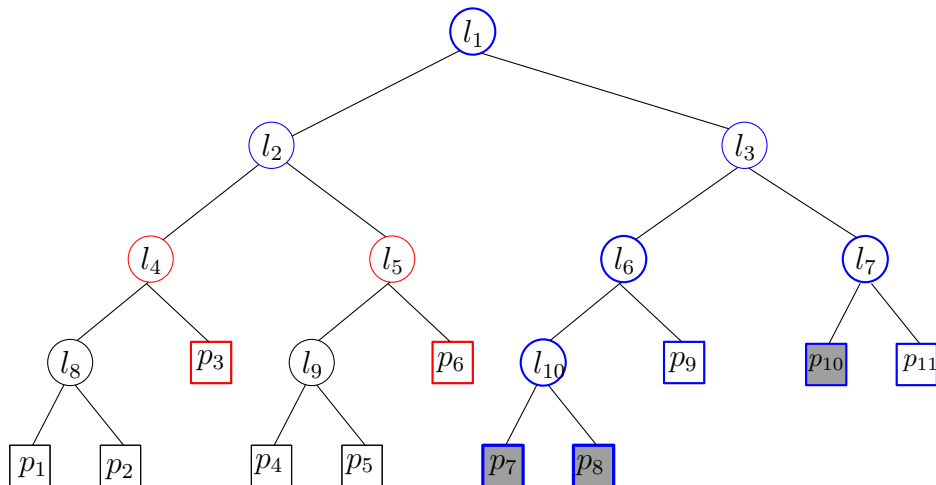 l₁
l₂ l₃
l₄ l₅ l₆ l₇
l₈ p₃ l₉ p₆ l₁₀ p₉ p₁₀ p₁₁
p₁ p₂ p₄ p₅ p₇ p₈